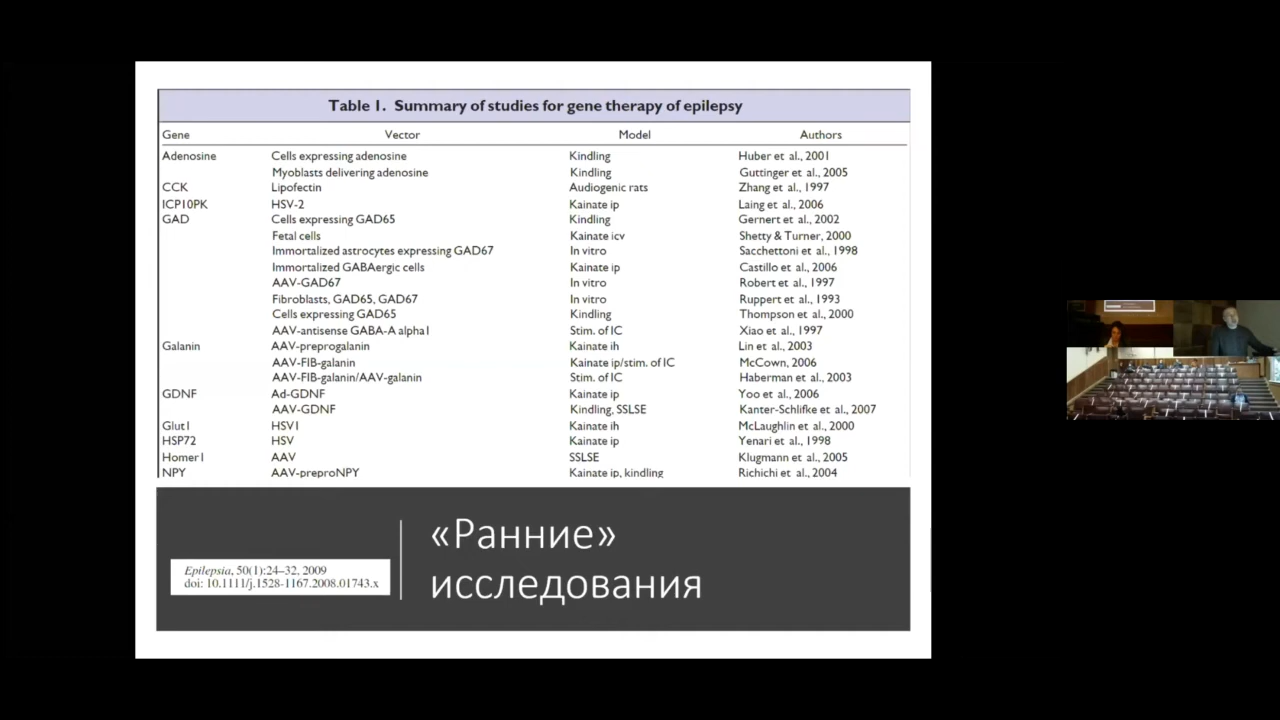 Table 1. Summary of studies for gene therapy of epilepsy
Gene Vector Model Authors
Adenosine Cells expressing adenosine Kindling Huber et al., 2001
Myoblasts delivering adenosine Kindling Guttinger et al., 2005
CCK Lipofectin Audiogenic rats Zhang et al., 1997
ICP10PK HSV-2 Kainate ip Laing et al., 2006
GAD Cells expressing GAD65 Kindling Gernert et al., 2002
Fetal cells Kainate icv Shetty & Turner, 2000
Immortalized astrocytes expressing GAD67 In vitro Sacchettoni et al., 1998
Immortalized GABAergic cells Kainate ip Castillo et al., 2006
AAV-GAD67 In vitro Robert et al., 1997
Fibroblasts, GAD65, GAD67 In vitro Ruppert et al., 1993
Cells expressing GAD65 Kindling Thompson et al., 2000
AAV-antisense GABA-A alpha1 Stim. of IC Xiao et al., 1997
Galanin AAV-preprogalanin Kainate ih Lin et al., 2003
AAV-FIB-galanin Kainate ip/stim. of IC McCown, 2006
AAV-FIB-galanin/AAV-galanin Stim. of IC Haberman et al., 2003
GDNF Ad-GDNF Kainate ip Yoo et al., 2006
AAV-GDNF Kindling, SSLSE Kanter-Schlifke et al., 2007
Glut1 HSV1 Kainate ih McLaughlin et al., 2000
HSP72 HSV Kainate ip Yenari et al., 1998
Homer1 AAV SSLSE Klugmann et al., 2005
NPY AAV-preproNPY Kainate ip, kindling Richichi et al., 2004
«Ранние»
исследования
Epilepsia, 50(1):24–32, 2009
doi: 10.1111/j.1528-1167.2008.01743.x